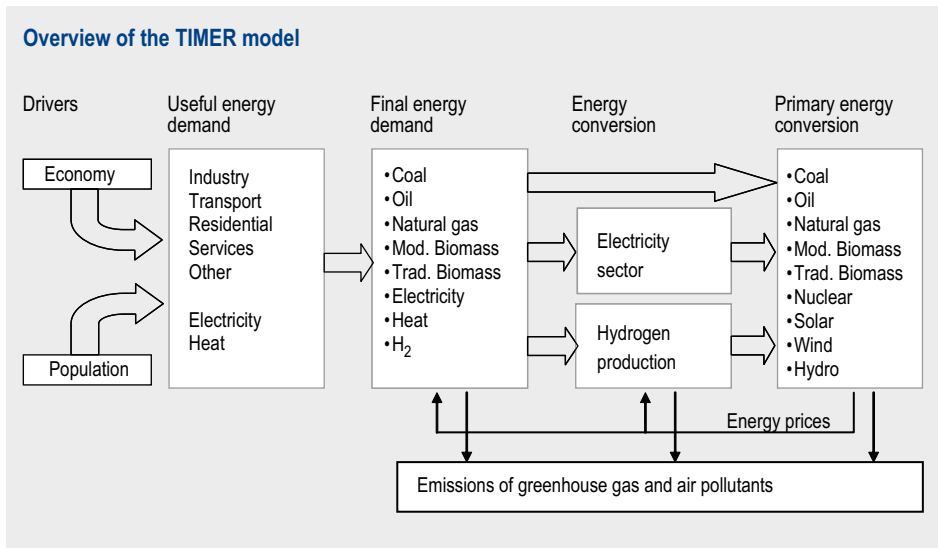 Overview of the TIMER model
Drivers
Useful energy
demand
Final energy
demand
Energy
conversion
Primary energy
conversion
Economy
Population
Industry
Transport
Residential
Services
Other
Electricity
Heat
•Coal
•Oil
•Natural gas
•Mod. Biomass
•Trad. Biomass
•Electricity
•Heat
•H2
Electricity
sector
Hydrogen
production
•Coal
•Oil
•Natural gas
•Mod. Biomass
•Trad. Biomass
•Nuclear
•Solar
•Wind
•Hydro
Energy prices
Emissions of greenhouse gas and air pollutants